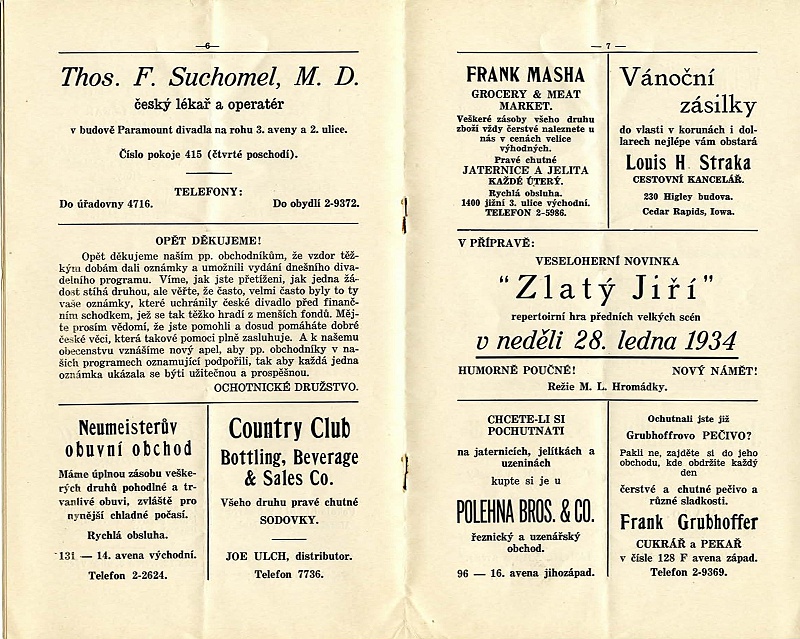 — 6 —
Thos. F. Suchomel, M. D.
český lékař a operatér
v budově Paramount divadla na rohu 3. aveny a 2. ulice.
Číslo pokoje 415 (čtvrté poschodí).
TELEFONY:
Do úřadovny 4716. Do obydlí 2-9372.
OPĚT DĚKUJEME!
Opět děkujeme naším pp. obchodníkům, že vzdor těž-
kým dobám dali oznámky a umožnili vydání dnešního diva-
delního programu. Víme, jak jste přetíženi, jak jedna žá-
dost stíhá druhou, ale věřte, že často, velmi často byly to ty
vaše oznámky, které uchránily české divadlo před finanč-
ním schodkem, jež se tak těžko hradí z menších fondů. Měj-
te prosím vědomí, že jste pomohli a dosud pomáháte dobré
české věci, která takové pomoci plně zasluhuje. A k našemu
obecenstvu vznášíme nový apel, aby pp. obchodníky v na-
šich programech oznamující podpořili, tak aby každá jedna
oznámka ukázala se býti užitečnou a prospěšnou.
OCHOTNICKÉ DRUŽSTVO.
Neumeisterův
obuvní obchod
Máme úplnou zásobu veške-
rých druhů pohodlné a tr-
vanlivé obuvi, zvláště pro
nynější chladné počasí.
Rychlá obsluha.
131 — 14. avena východní.
Telefon 2-2624.
Country Club
Bottling, Beverage
& Sales Co.
Všeho druhu pravé chutné
SODOVKY.
JOE ULCH, distributor.
Telefon 7736.
— 7 —
FRANK MASHA
GROCERY & MEAT
MARKET.
Veškeré zásoby všeho druhu
zboží vždy čerstvé naleznete u
nás v cenách velice
výhodných.
Pravé chutné
JATERNICE A JELITA
KAŽDÉ ÚTERÝ.
Rychlá obsluha.
1400 jižní 3. ulice východní.
TELEFON 2-5986.
Vánoční
zásilky
do vlasti v korunách i dol-
larech nejlépe vám obstará
Louis H Straka
CESTOVNÍ KANCELÁŘ.
230 Higley budova.
Cedar Rapids, Iowa.
V PŘÍPRAVĚ:
VESELOHERNÍ NOVINKA
“Zlatý Jiří”
repertoirní hra předních velkých scén
v neděli 28. ledna 1934
HUMORNĚ POUČNÉ! NOVÝ NÁMĚT!
Režie M. L. Hromádky.
CHCETE-LI SI
POCHUTNATI
na jaternicích, jelítkách a
uzeninách
kupte si je u
POLEHNA BROS. & CO.
řeznický a uzenářský
obchod.
96 — 16. avena jihozápad.
Ochutnali jste již
Grubhoffrovo PEČIVO?
Pakli ne, zajděte si do jeho
obchodu, kde obdržíte každý
den
čerstvé a chutné pečivo a
různé sladkosti.
Frank Grubhoffer
CUKRÁŘ a PEKAŘ
v čísle 128 F avena západ.
Telefon 2-9369.